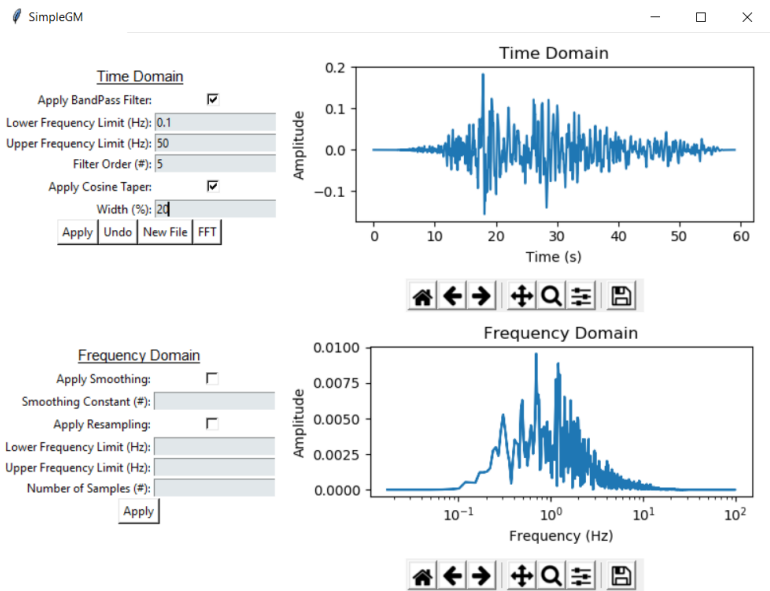 SimpleGM
Time Domain
Apply BandPass Filter:
Lower Frequency Limit (Hz): 0.1
Upper Frequency Limit (Hz): 50
Filter Order (#): 5
Apply Cosine Taper:
Width (%): 20
Apply Undo New File FFT
Time Domain
0.2
0.1
0.0
−0.1
Amplitude
0 10 20 30 40 50 60
Time (s)
Frequency Domain
Apply Smoothing:
Smoothing Constant (#):
Apply Resampling:
Lower Frequency Limit (Hz):
Upper Frequency Limit (Hz):
Number of Samples (#):
Apply
Frequency Domain
0.0100
0.0075
0.0050
0.0025
0.0000
Amplitude
10⁻¹ 10⁰ 10¹ 10²
Frequency (Hz)